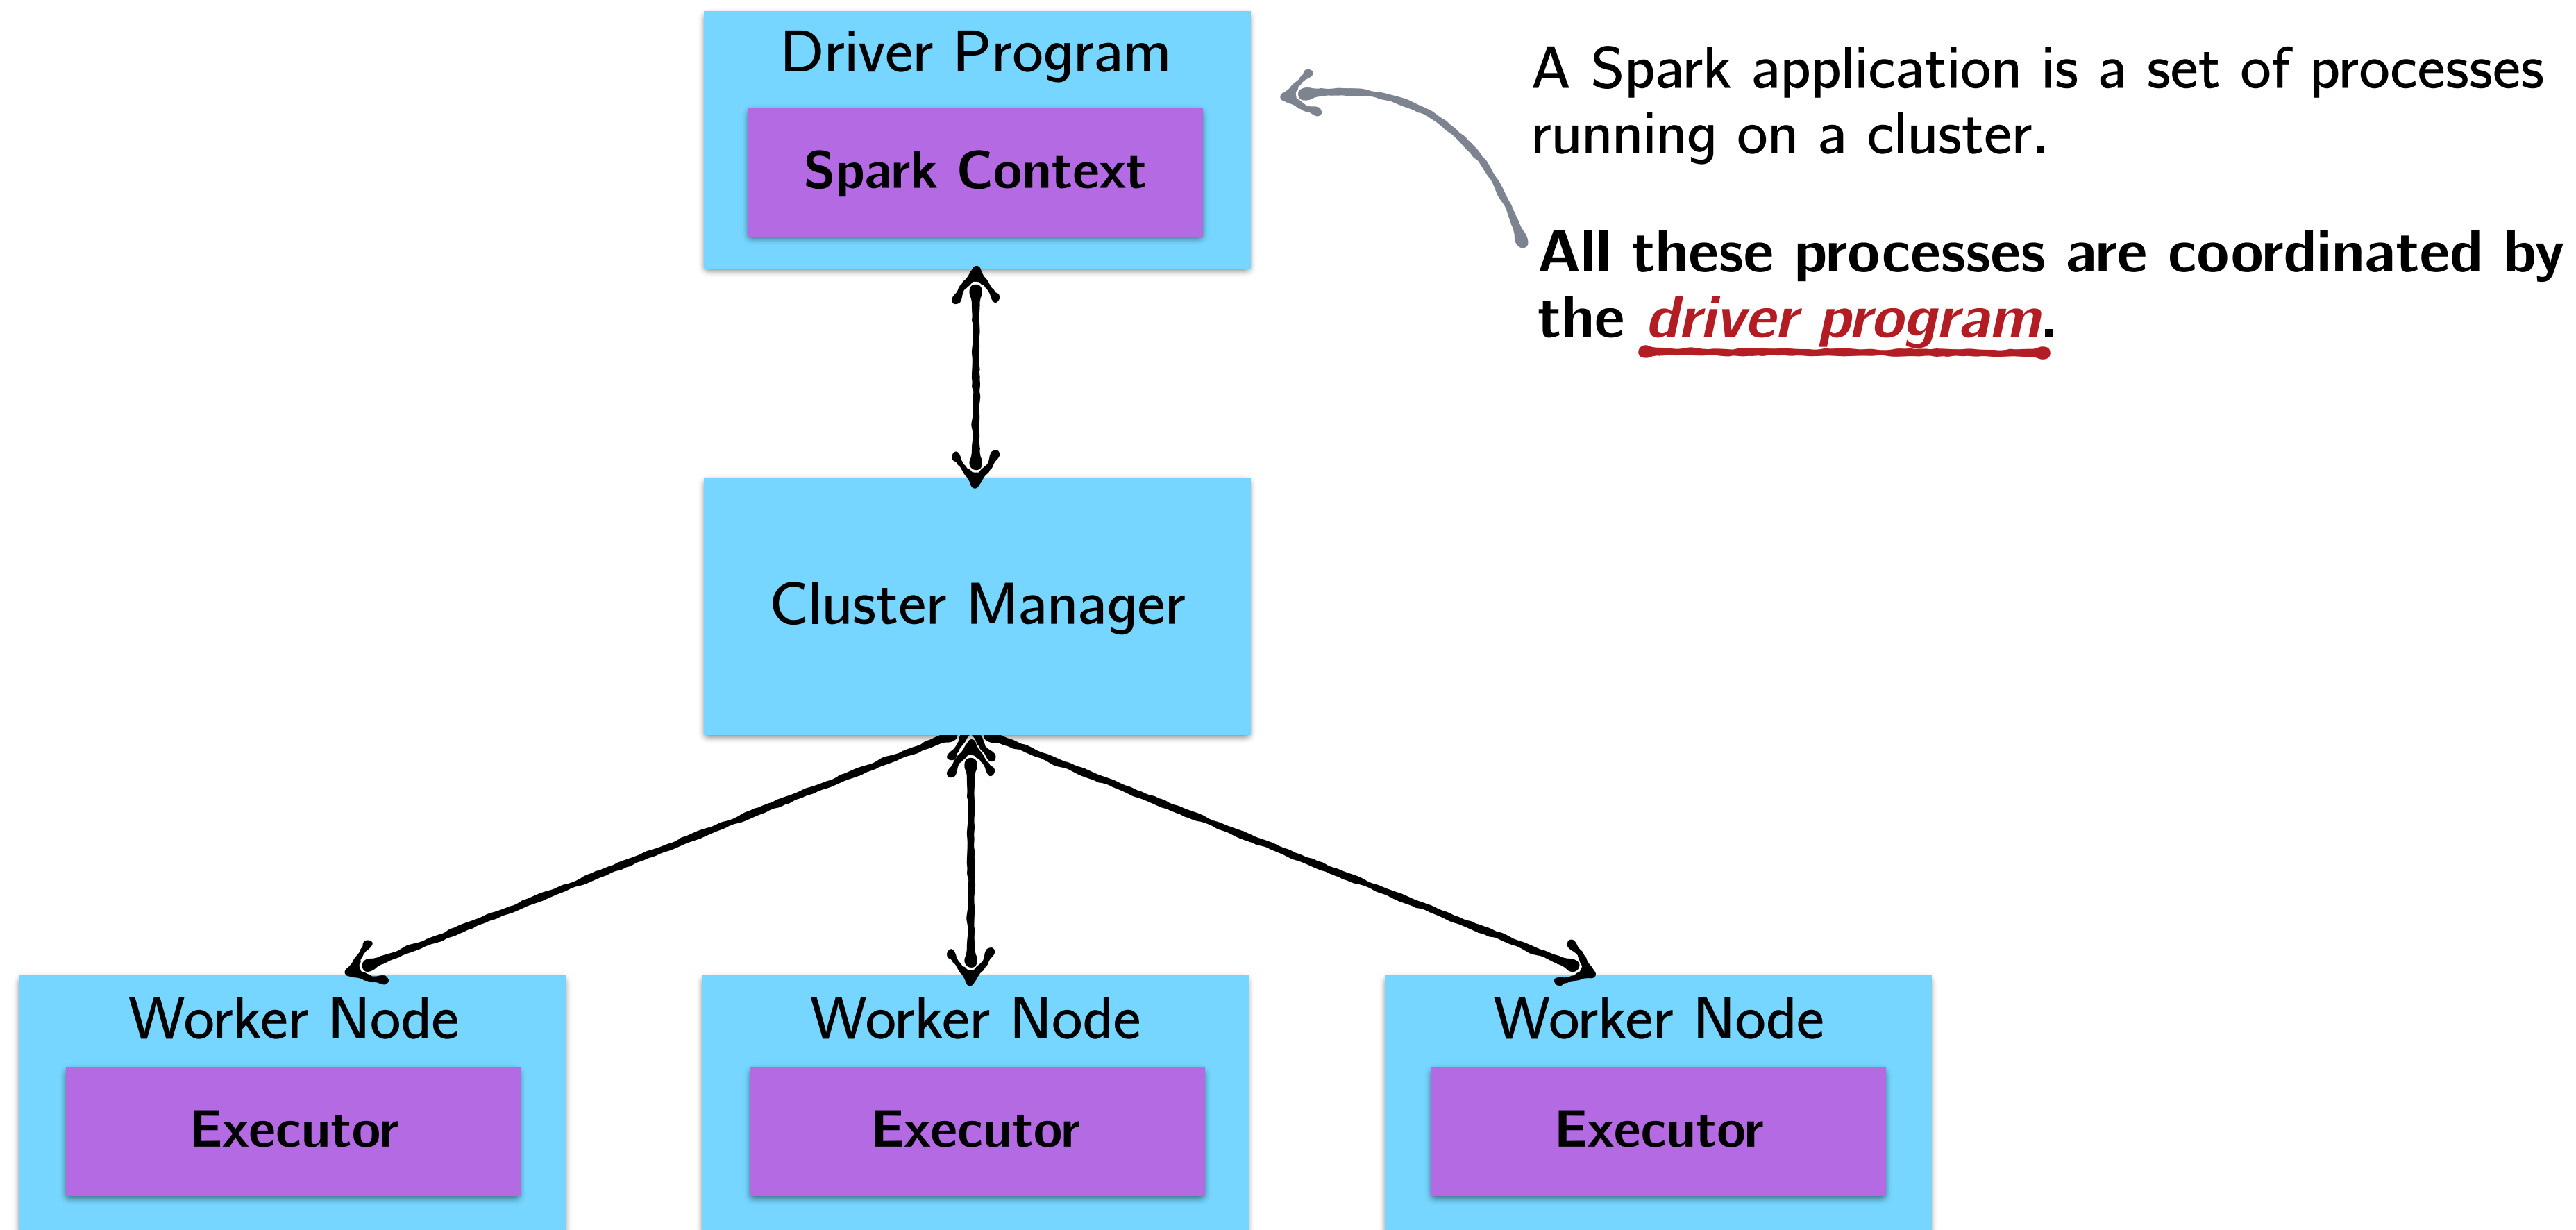 Driver Program
Spark Context
A Spark application is a set of processes
running on a cluster.
All these processes are coordinated by
the driver program.
Cluster Manager
Worker Node
Executor
Worker Node
Executor
Worker Node
Executor